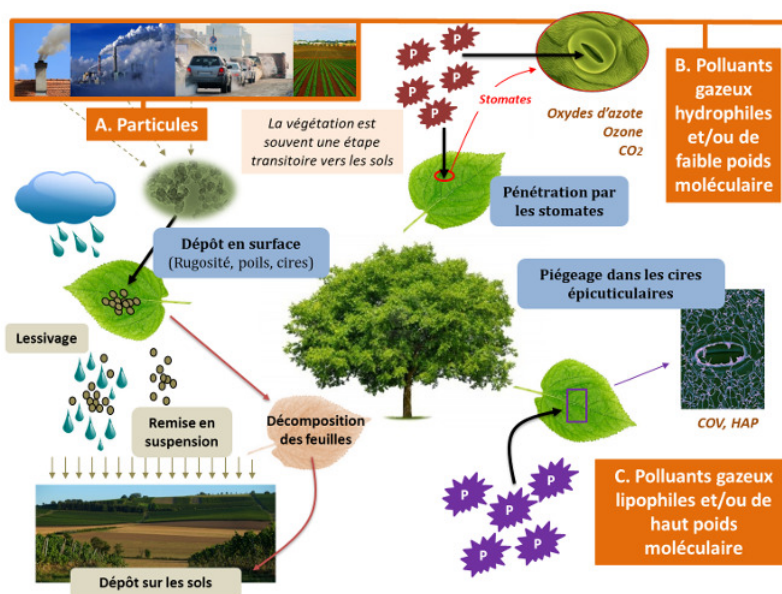 A. Particules
La végétation est
souvent une étape
transitoire vers les sols
P
P
P
P
P
Stomates
Oxydes d'azote
Ozone
CO2
B. Polluants
gazeux
hydrophiles
et/ou de
faible poids
moléculaire
Pénétration par
les stomates
Dépôt en surface
(Rugosité, poils, cires)
Piégeage dans les cires
épicuticulaires
Lessivage
Remise en
suspension
Décomposition
des feuilles
COV, HAP
P
P
P
P
P
C. Polluants gazeux
lipophiles et/ou de
haut poids
moléculaire
Dépôt sur les sols